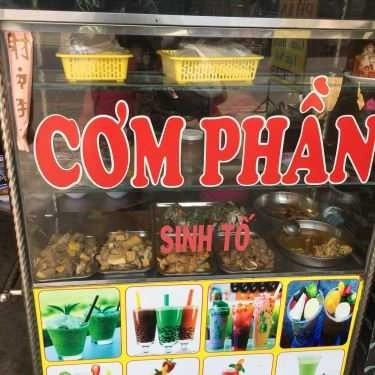 CƠM PHẦN
SINH TỐ